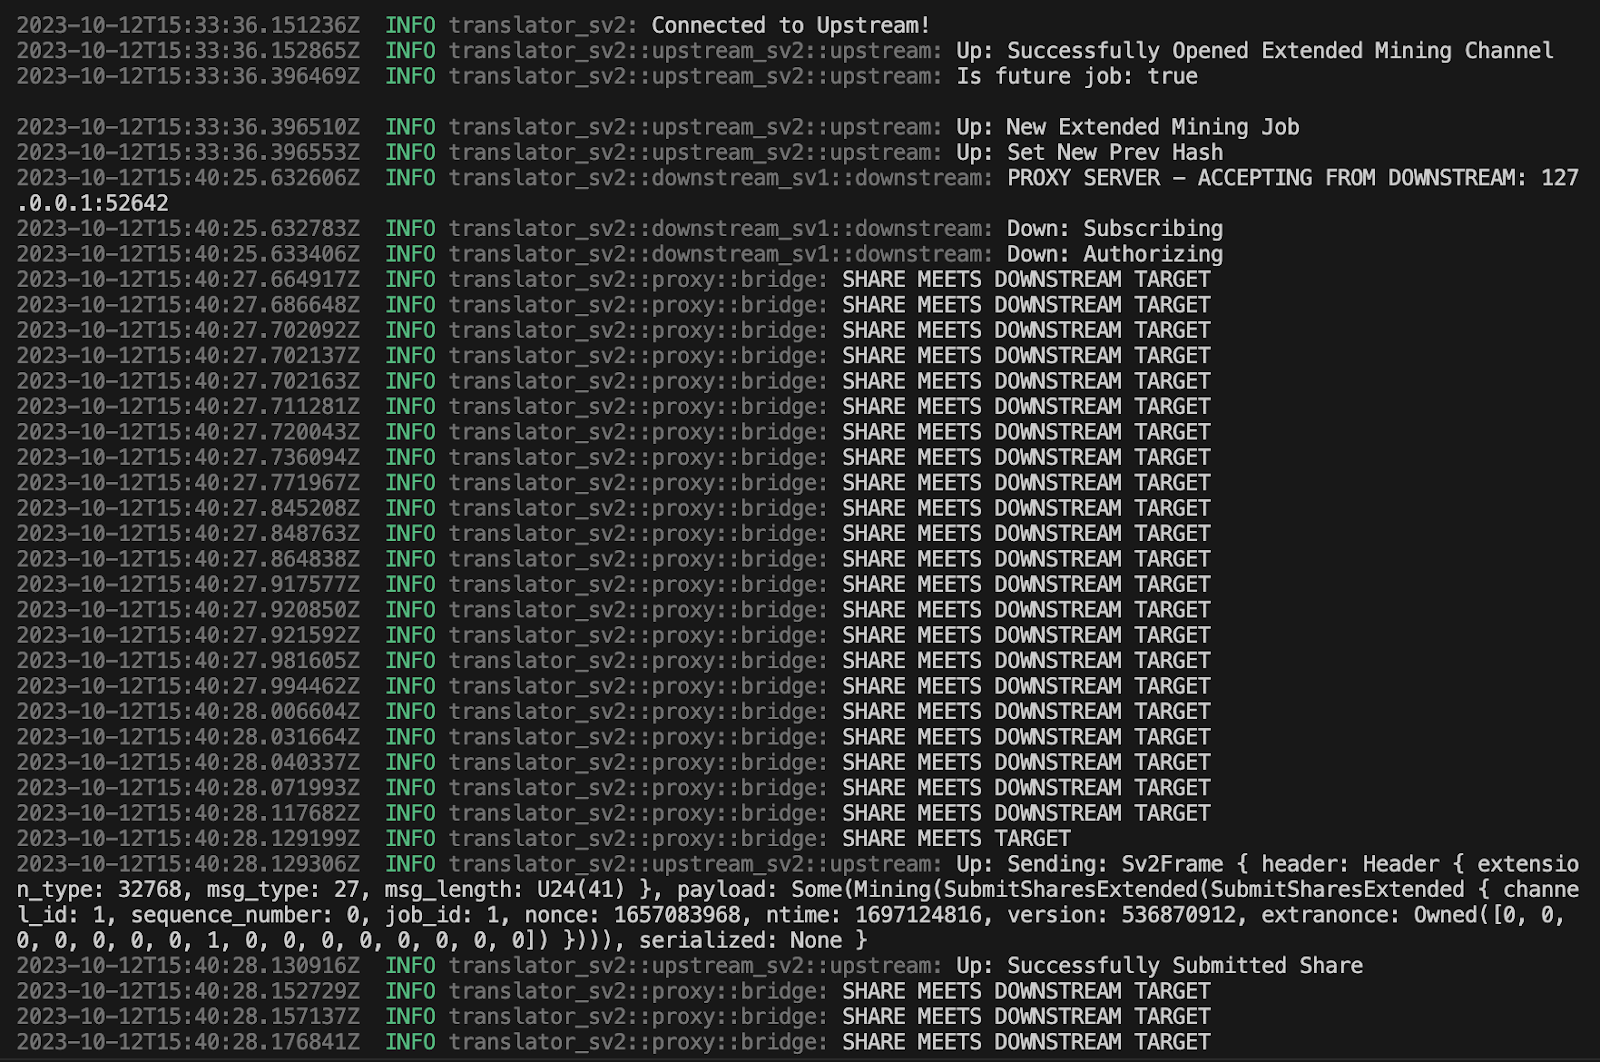 2023-10-12T15:33:36.151236Z  INFO translator_sv2: Connected to Upstream!
2023-10-12T15:33:36.152865Z  INFO translator_sv2::upstream_sv2::upstream: Up: Successfully Opened Extended Mining Channel
2023-10-12T15:33:36.396469Z  INFO translator_sv2::upstream_sv2::upstream: Is future job: true
2023-10-12T15:33:36.396510Z  INFO translator_sv2::upstream_sv2::upstream: Up: New Extended Mining Job
2023-10-12T15:33:36.396553Z  INFO translator_sv2::upstream_sv2::upstream: Up: Set New Prev Hash
2023-10-12T15:40:25.632606Z  INFO translator_sv2::downstream_sv1::downstream: PROXY SERVER – ACCEPTING FROM DOWNSTREAM: 127
.0.0.1:52642
2023-10-12T15:40:25.632783Z  INFO translator_sv2::downstream_sv1::downstream: Down: Subscribing
2023-10-12T15:40:25.633406Z  INFO translator_sv2::downstream_sv1::downstream: Down: Authorizing
2023-10-12T15:40:27.664917Z  INFO translator_sv2::proxy::bridge: SHARE MEETS DOWNSTREAM TARGET
2023-10-12T15:40:27.686648Z  INFO translator_sv2::proxy::bridge: SHARE MEETS DOWNSTREAM TARGET
2023-10-12T15:40:27.702092Z  INFO translator_sv2::proxy::bridge: SHARE MEETS DOWNSTREAM TARGET
2023-10-12T15:40:27.702137Z  INFO translator_sv2::proxy::bridge: SHARE MEETS DOWNSTREAM TARGET
2023-10-12T15:40:27.702163Z  INFO translator_sv2::proxy::bridge: SHARE MEETS DOWNSTREAM TARGET
2023-10-12T15:40:27.711281Z  INFO translator_sv2::proxy::bridge: SHARE MEETS DOWNSTREAM TARGET
2023-10-12T15:40:27.720043Z  INFO translator_sv2::proxy::bridge: SHARE MEETS DOWNSTREAM TARGET
2023-10-12T15:40:27.736094Z  INFO translator_sv2::proxy::bridge: SHARE MEETS DOWNSTREAM TARGET
2023-10-12T15:40:27.771967Z  INFO translator_sv2::proxy::bridge: SHARE MEETS DOWNSTREAM TARGET
2023-10-12T15:40:27.845208Z  INFO translator_sv2::proxy::bridge: SHARE MEETS DOWNSTREAM TARGET
2023-10-12T15:40:27.848763Z  INFO translator_sv2::proxy::bridge: SHARE MEETS DOWNSTREAM TARGET
2023-10-12T15:40:27.864838Z  INFO translator_sv2::proxy::bridge: SHARE MEETS DOWNSTREAM TARGET
2023-10-12T15:40:27.917577Z  INFO translator_sv2::proxy::bridge: SHARE MEETS DOWNSTREAM TARGET
2023-10-12T15:40:27.920850Z  INFO translator_sv2::proxy::bridge: SHARE MEETS DOWNSTREAM TARGET
2023-10-12T15:40:27.921592Z  INFO translator_sv2::proxy::bridge: SHARE MEETS DOWNSTREAM TARGET
2023-10-12T15:40:27.981605Z  INFO translator_sv2::proxy::bridge: SHARE MEETS DOWNSTREAM TARGET
2023-10-12T15:40:27.994462Z  INFO translator_sv2::proxy::bridge: SHARE MEETS DOWNSTREAM TARGET
2023-10-12T15:40:28.006604Z  INFO translator_sv2::proxy::bridge: SHARE MEETS DOWNSTREAM TARGET
2023-10-12T15:40:28.031664Z  INFO translator_sv2::proxy::bridge: SHARE MEETS DOWNSTREAM TARGET
2023-10-12T15:40:28.040337Z  INFO translator_sv2::proxy::bridge: SHARE MEETS DOWNSTREAM TARGET
2023-10-12T15:40:28.071993Z  INFO translator_sv2::proxy::bridge: SHARE MEETS DOWNSTREAM TARGET
2023-10-12T15:40:28.117682Z  INFO translator_sv2::proxy::bridge: SHARE MEETS DOWNSTREAM TARGET
2023-10-12T15:40:28.129199Z  INFO translator_sv2::proxy::bridge: SHARE MEETS TARGET
2023-10-12T15:40:28.129306Z  INFO translator_sv2::upstream_sv2::upstream: Up: Sending: Sv2Frame { header: Header { extensio
n_type: 32768, msg_type: 27, msg_length: U24(41) }, payload: Some(Mining(SubmitSharesExtended(SubmitSharesExtended { channe
l_id: 1, sequence_number: 0, job_id: 1, nonce: 1657083968, ntime: 1697124816, version: 536870912, extranonce: Owned([0, 0,
0, 0, 0, 0, 0, 1, 0, 0, 0, 0, 0, 0, 0, 0]) }))), serialized: None }
2023-10-12T15:40:28.130916Z  INFO translator_sv2::upstream_sv2::upstream: Up: Successfully Submitted Share
2023-10-12T15:40:28.152729Z  INFO translator_sv2::proxy::bridge: SHARE MEETS DOWNSTREAM TARGET
2023-10-12T15:40:28.157137Z  INFO translator_sv2::proxy::bridge: SHARE MEETS DOWNSTREAM TARGET
2023-10-12T15:40:28.176841Z  INFO translator_sv2::proxy::bridge: SHARE MEETS DOWNSTREAM TARGET